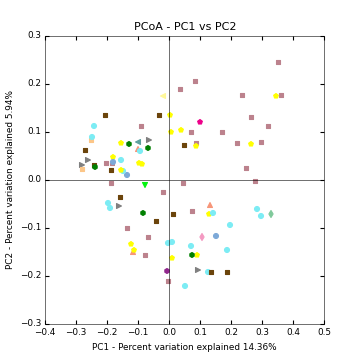 PCoA - PC1 vs PC2
0.3
0.2
0.1
0.0
−0.1
−0.2
−0.3
PC2 - Percent variation explained 5.94%
−0.4 −0.3 −0.2 −0.1 0.0 0.1 0.2 0.3 0.4 0.5
PC1 - Percent variation explained 14.36%